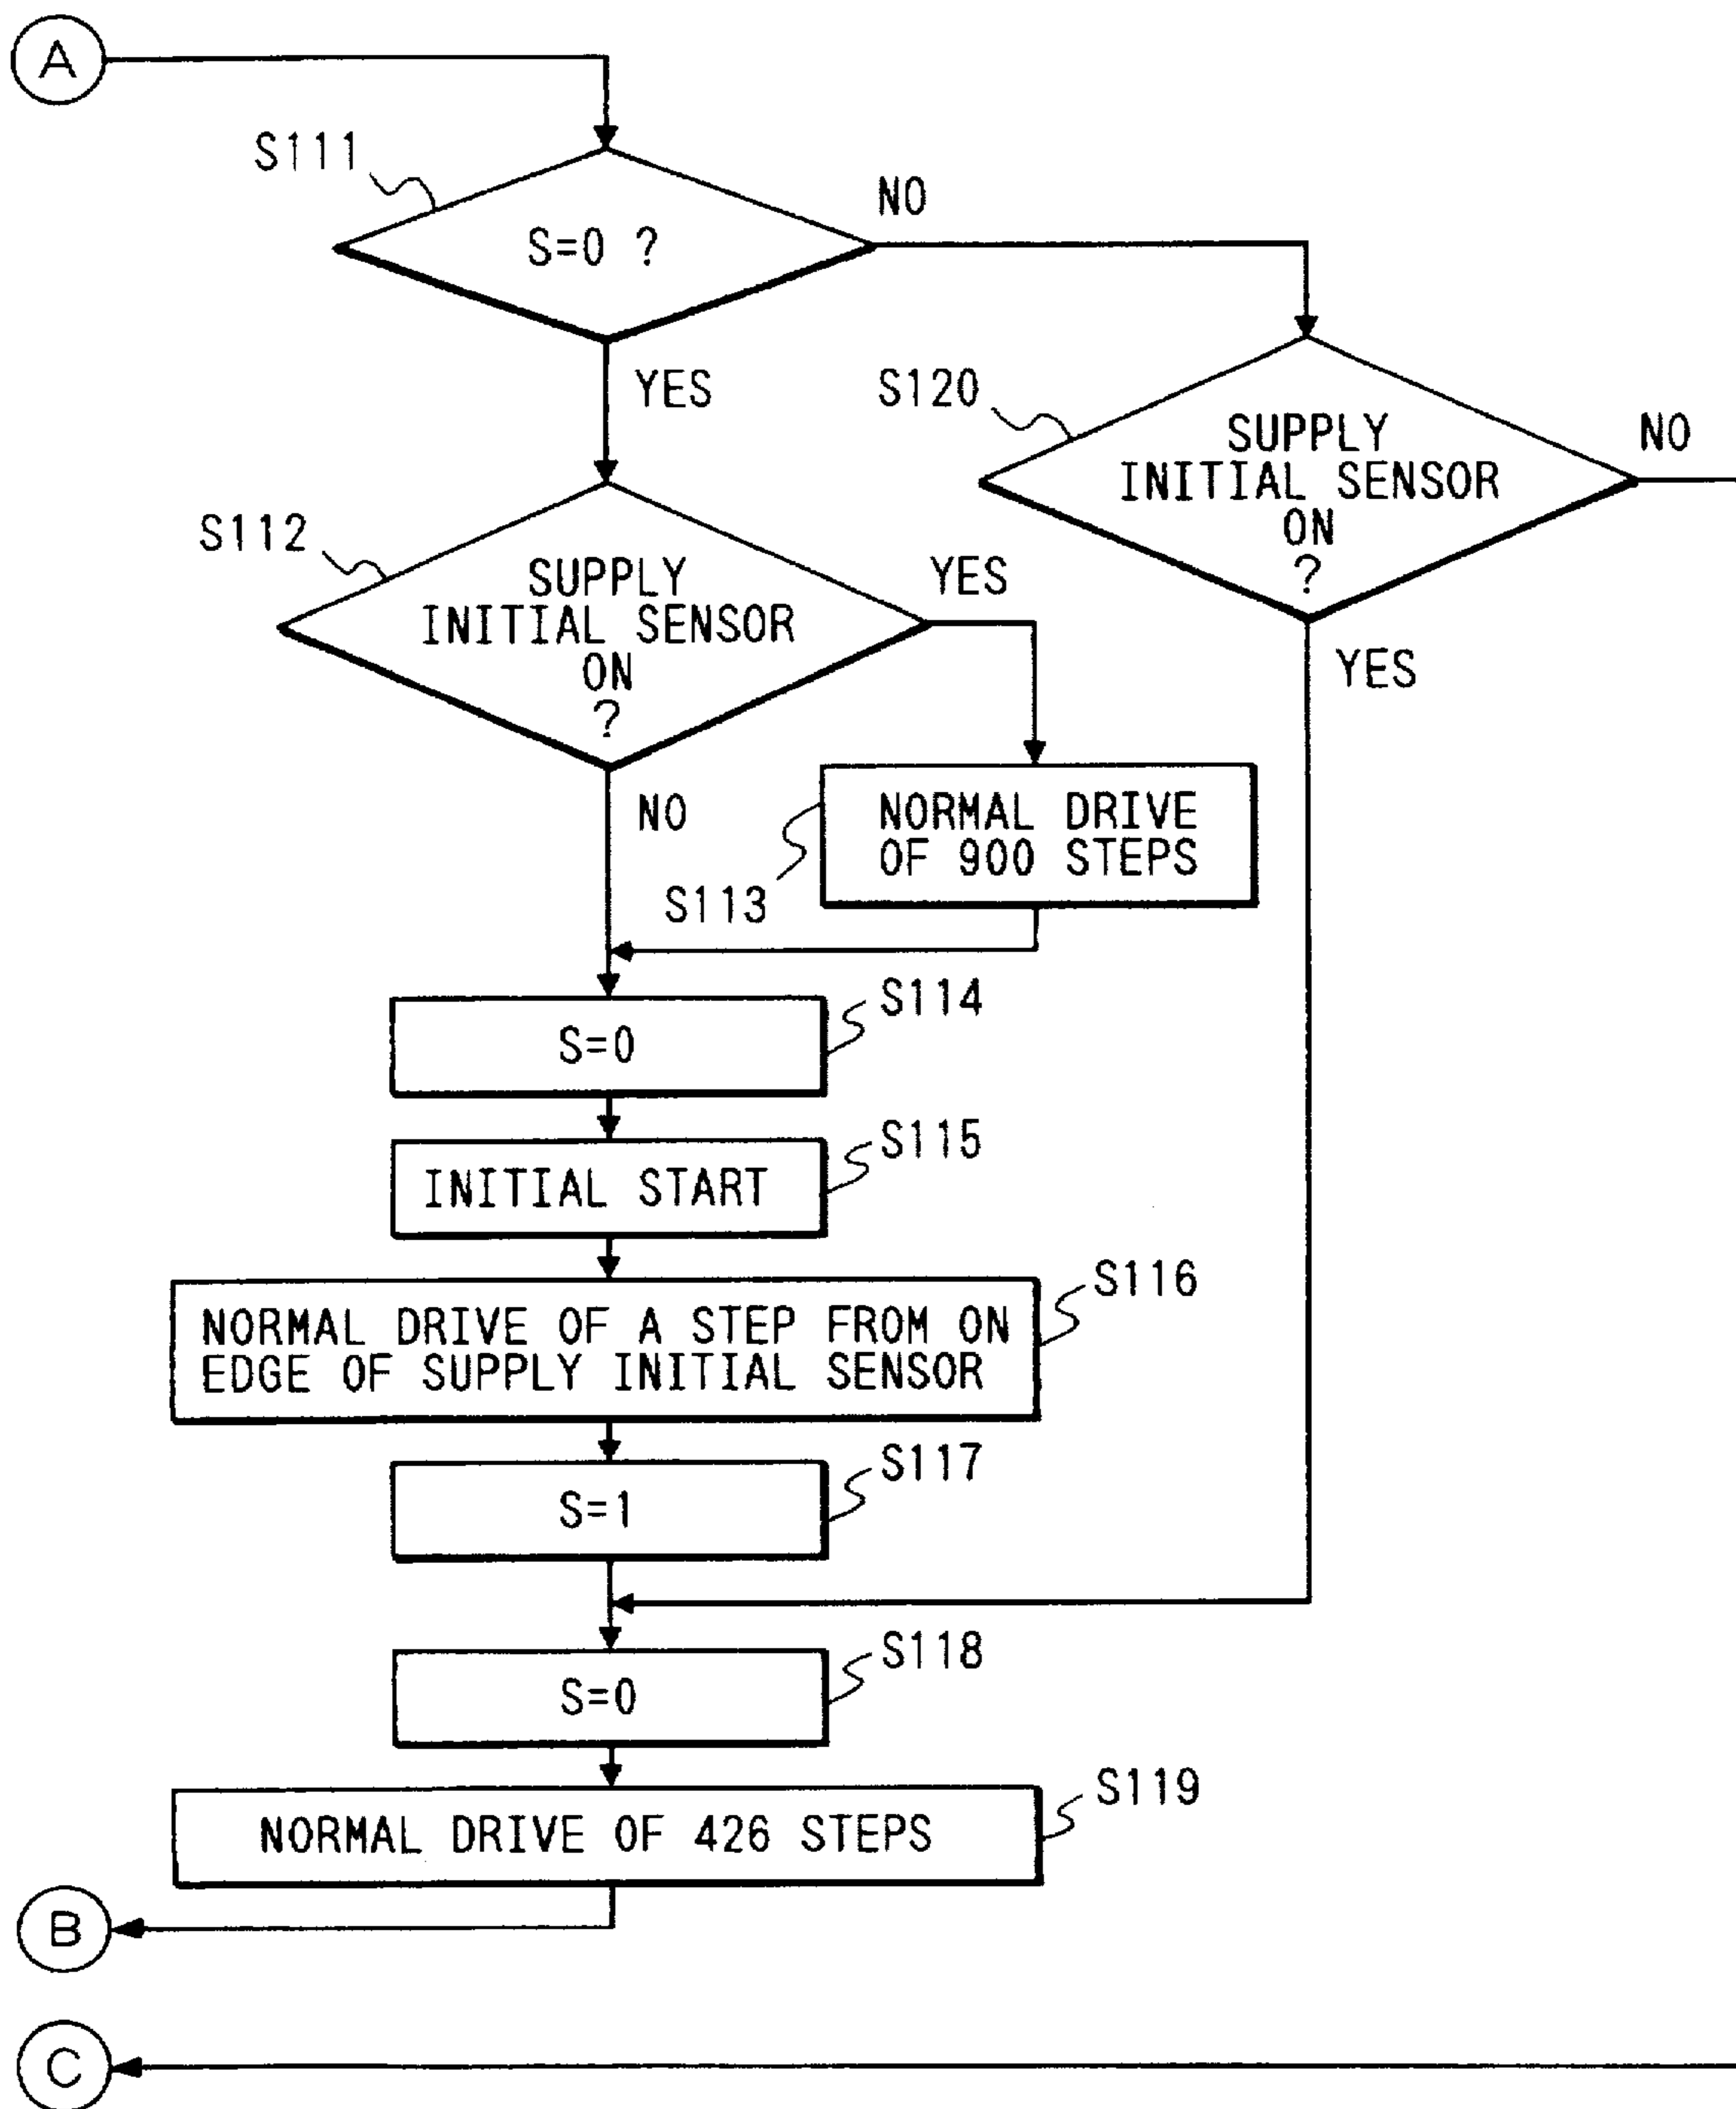 A
S111
S=0 ?
NO
YES
S120
SUPPLY
INITIAL SENSOR
ON
?
NO
YES
S112
SUPPLY
INITIAL SENSOR
ON
?
YES
NO
NORMAL DRIVE
OF 900 STEPS
S113
S114
S=0
S115
INITIAL START
S116
NORMAL DRIVE OF A STEP FROM ON
EDGE OF SUPPLY INITIAL SENSOR
S117
S=1
S118
S=0
S119
NORMAL DRIVE OF 426 STEPS
B
C